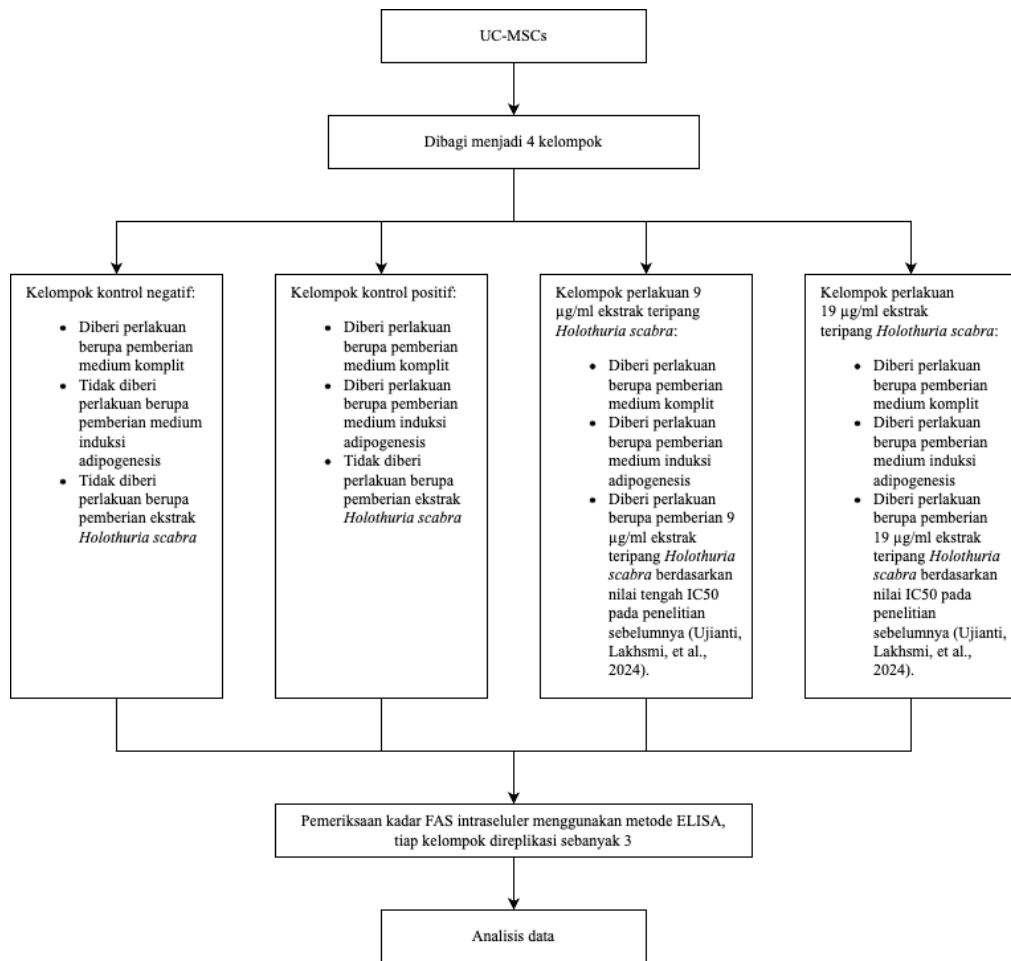 UC-MSCs
Dibagi menjadi 4 kelompok
Kelompok kontrol negatif:
• Diberi perlakuan
berupa pemberian
medium komplit
• Tidak diberi
perlakuan berupa
pemberian medium
induksi
adipogenesis
• Tidak diberi
perlakuan berupa
pemberian ekstrak
Holothuria scabra
Kelompok kontrol positif:
• Diberi perlakuan
berupa pemberian
medium komplit
• Diberi perlakuan
berupa pemberian
medium induksi
adipogenesis
• Tidak diberi
perlakuan berupa
pemberian ekstrak
Holothuria scabra
Kelompok perlakuan 9
µg/ml ekstrak teripang
Holothuria scabra:
• Diberi perlakuan
berupa pemberian
medium komplit
• Diberi perlakuan
berupa pemberian
medium induksi
adipogenesis
• Diberi perlakuan
berupa pemberian 9
µg/ml ekstrak
teripang Holothuria
scabra berdasarkan
nilai tengah IC50
pada penelitian
sebelumnya (Ujianti,
Lakhsmi, et al.,
2024).
Kelompok perlakuan
19 µg/ml ekstrak
teripang Holothuria scabra:
• Diberi perlakuan
berupa pemberian
medium komplit
• Diberi perlakuan
berupa pemberian
medium induksi
adipogenesis
• Diberi perlakuan
berupa pemberian
19 µg/ml ekstrak
teripang Holothuria
scabra berdasarkan
nilai IC50 pada
penelitian
sebelumnya (Ujianti,
Lakhsmi, et al.,
2024).
Pemeriksaan kadar FAS intraseluler menggunakan metode ELISA,
tiap kelompok direplikasi sebanyak 3
Analisis data